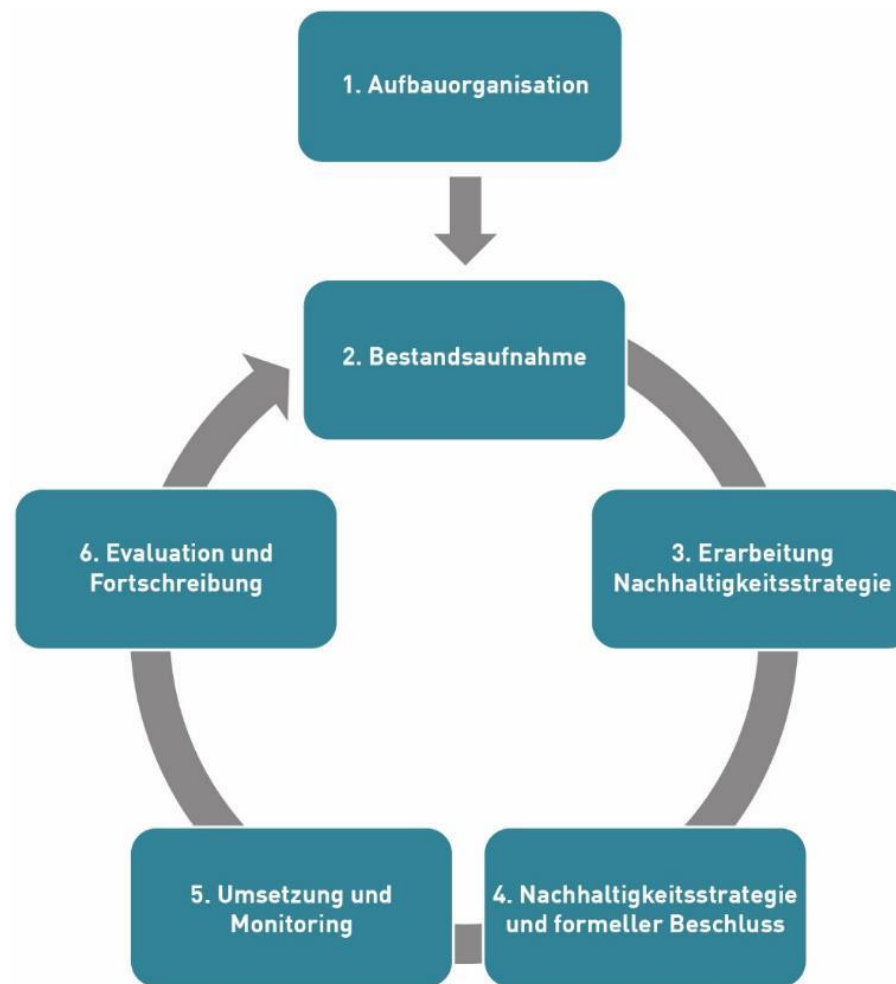 1. Aufbauorganisation
2. Bestandsaufnahme
3. Erarbeitung
Nachhaltigkeitsstrategie
4. Nachhaltigkeitsstrategie
und formeller Beschluss
5. Umsetzung und
Monitoring
6. Evaluation und
Fortschreibung